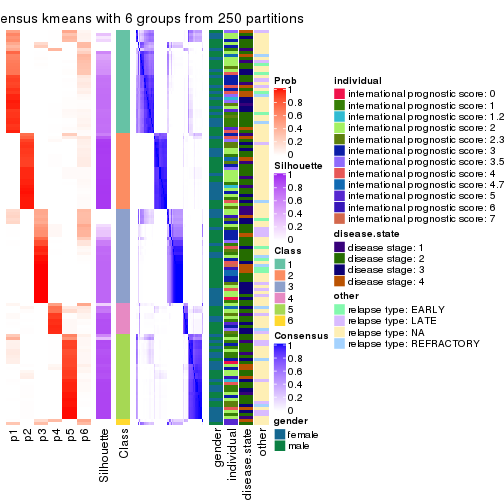 ensus kmeans with 6 groups from 250 partitions
p1
p2
p3
p4
p5
p6
Silhouette
Class
gender
individual
disease.state
other
Prob
1
0.8
0.6
0.4
0.2
0
Silhouette
1
0.8
0.6
0.4
0.2
0
Class
1
2
3
4
5
6
Consensus
1
0.8
0.6
0.4
0.2
0
gender
female
male
individual
international prognostic score: 0
international prognostic score: 1
international prognostic score: 1.2
international prognostic score: 2
international prognostic score: 2.3
international prognostic score: 3
international prognostic score: 3.5
international prognostic score: 4
international prognostic score: 4.7
international prognostic score: 5
international prognostic score: 6
international prognostic score: 7
disease.state
disease stage: 1
disease stage: 2
disease stage: 3
disease stage: 4
other
relapse type: EARLY
relapse type: LATE
relapse type: NA
relapse type: REFRACTORY